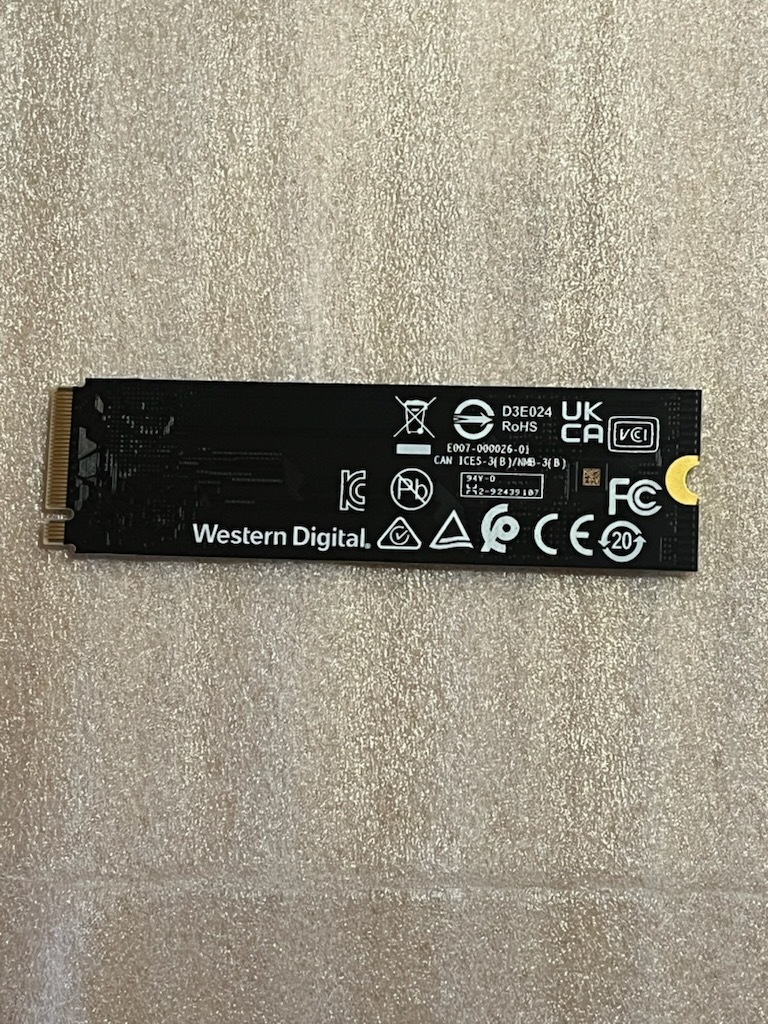 D3E024
RoHS
UK
CA
VCI
E007-000026-01
CAN ICES-3(B)/NMB-3(B)
94V-0
Pb
FC
Western Digital®
CE
20